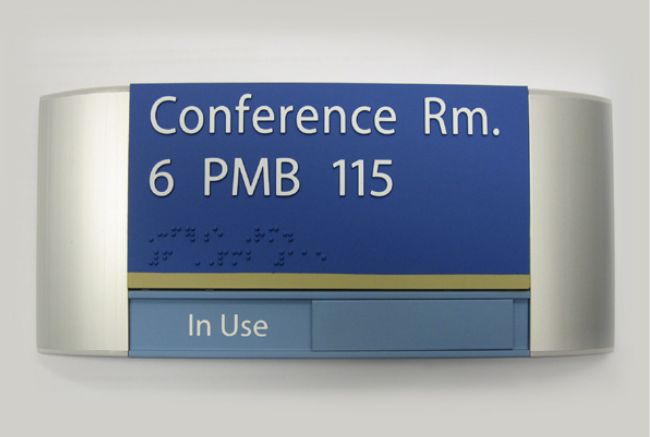 Conference Rm.
6 PMB 115
In Use